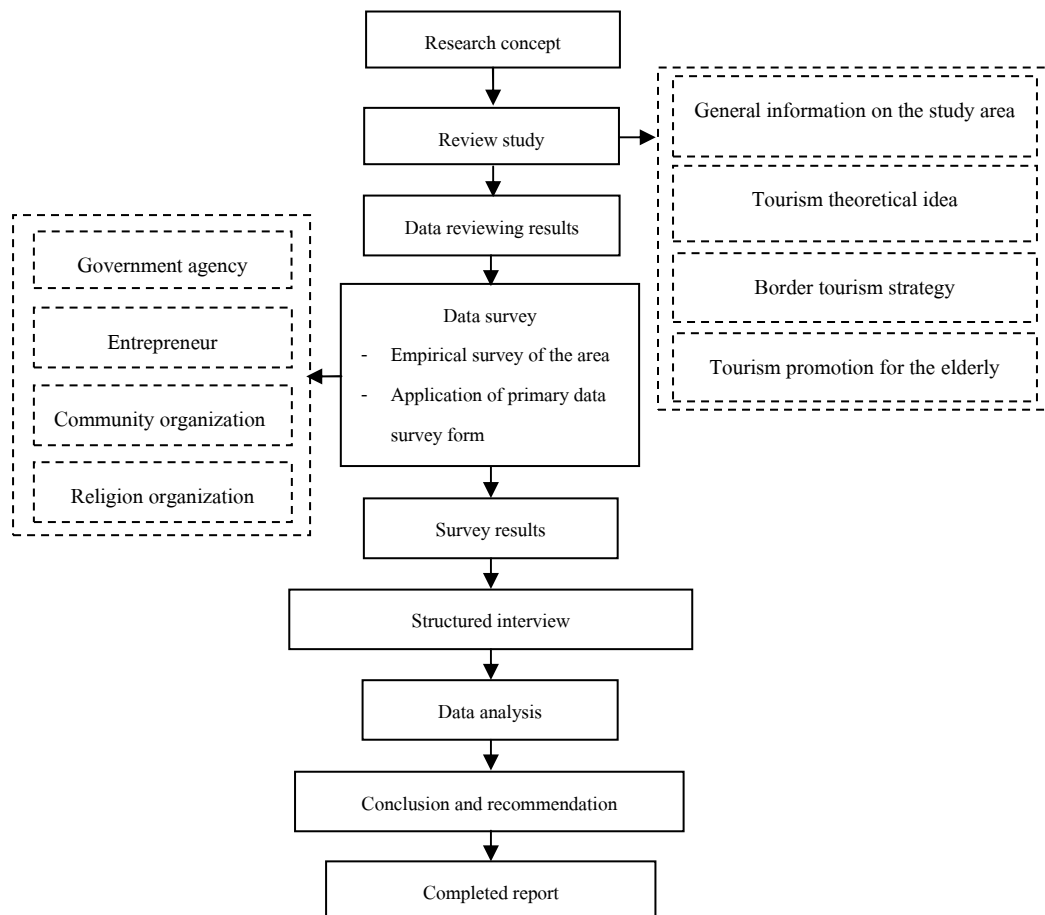 Research concept
Review study
General information on the study area
Tourism theoretical idea
Border tourism strategy
Tourism promotion for the elderly
Data reviewing results
Government agency
Entrepreneur
Community organization
Religion organization
Data survey
- Empirical survey of the area
- Application of primary data
survey form
Survey results
Structured interview
Data analysis
Conclusion and recommendation
Completed report